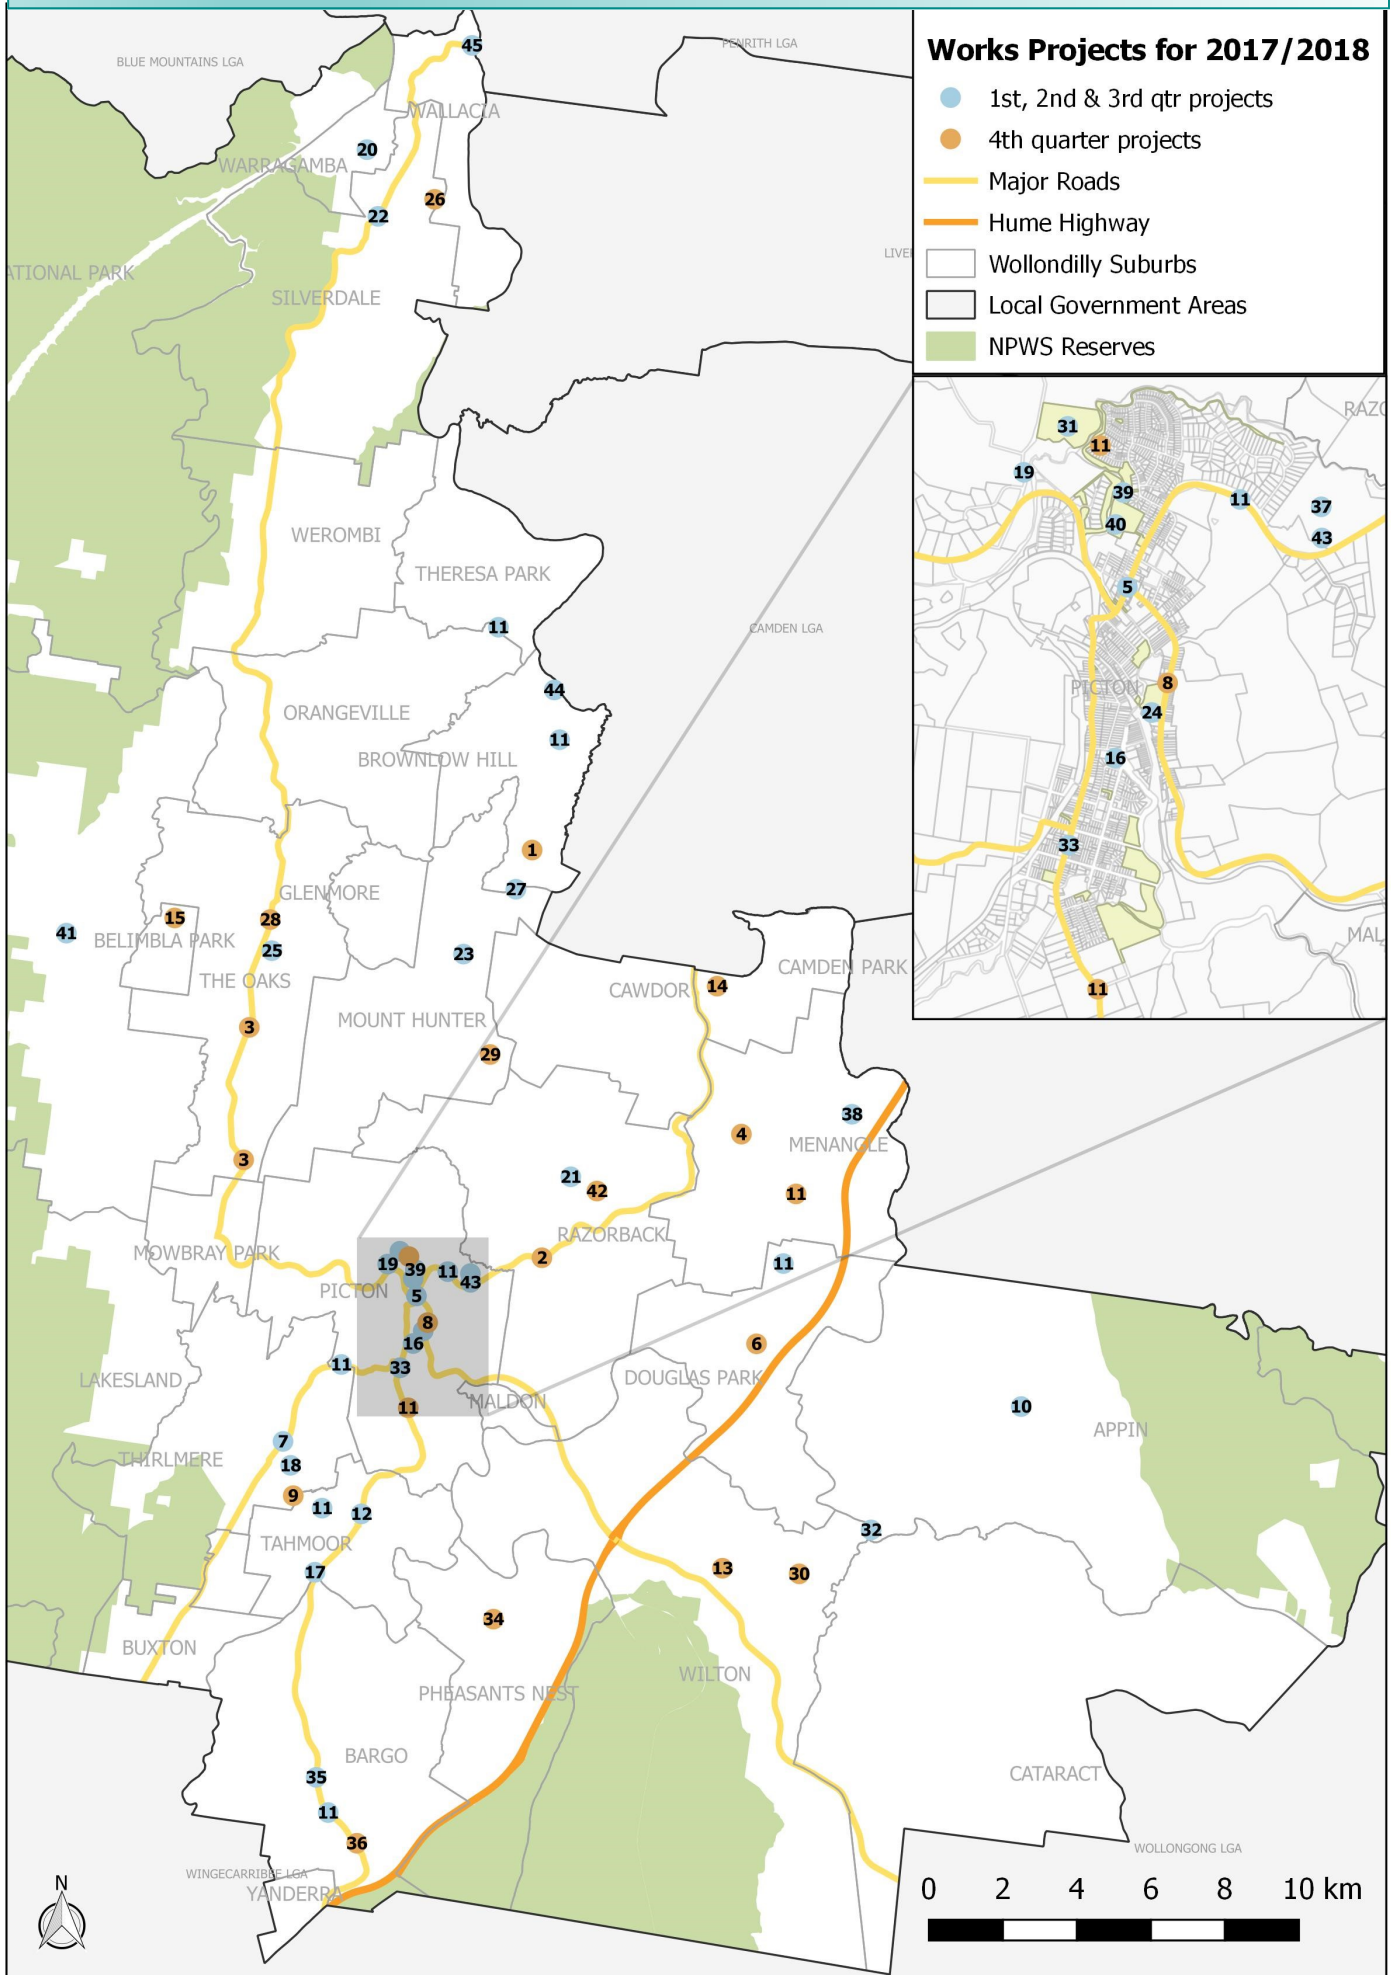 Works Projects for 2017/2018
1st, 2nd & 3rd qtr projects
4th quarter projects
Major Roads
Hume Highway
Wollondilly Suburbs
Local Government Areas
NPWS Reserves
45
PENRITH LGA
BLUE MOUNTAINS LGA
WALLACIA
20
WARRAGAMBA
26
22
LIVE
ATIONAL PARK
SILVERDALE
WEROMBI
THERESA PARK
11
CAMDEN LGA
44
ORANGEVILLE
11
BROWNLOW HILL
1
27
GLENMORE
15
28
41
BELIMBLA PARK
25
23
THE OAKS
CAMDEN PARK
CAWDOR
14
MOUNT HUNTER
3
29
38
4
MENANGLE
3
21
42
11
RAZORBACK
MOWBRAY PARK
2
19
39
11
43
11
PICTON
5
8
16
6
11
33
DOUGLAS PARK
LAKESLAND
MALDON
11
10
APPIN
7
THIRLMERE
18
9
11
12
32
TAHMOOR
17
13
30
34
BUXTON
WILTON
PHEASANTS NEST
BARGO
35
CATARACT
11
36
WOLLONGONG LGA
WINGECARRIBEE LGA
YANDERRA
N
0 2 4 6 8 10 km
RAZO
31
11
19
39
11
37
40
43
5
PICTON
8
24
16
33
MAL
11